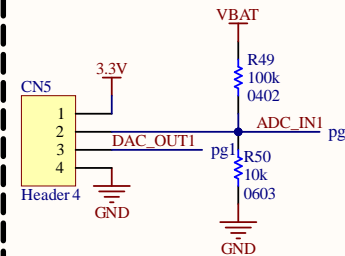 VBAT
R49
100k
0402
3.3V
CN5
1
2
3
4
ADC_IN1
pg
DAC_OUT1
pg1
R50
10k
0603
Header 4
GND
GND